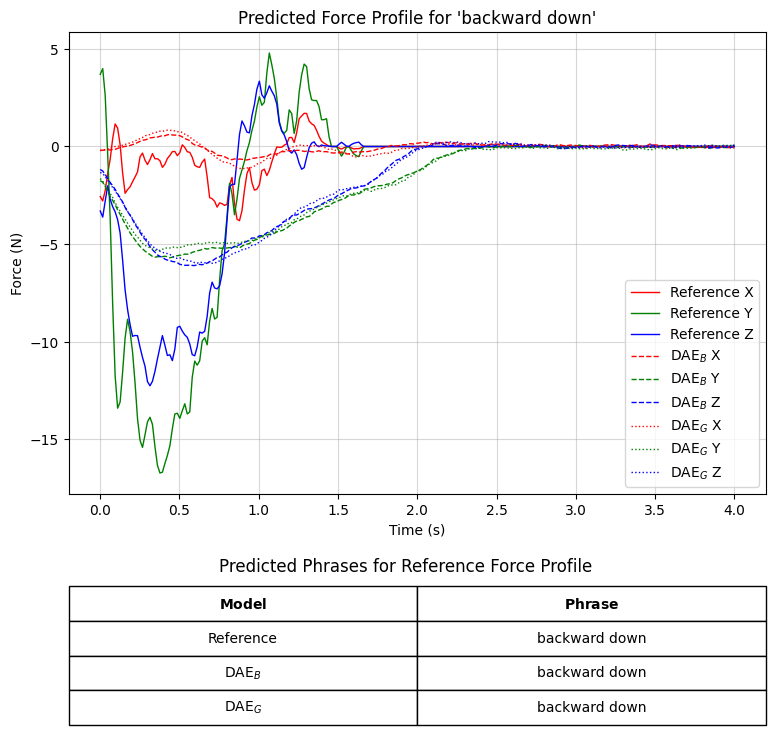 Predicted Force Profile for 'backward down'
Force (N)
5
0
−5
−10
−15
Reference X
Reference Y
Reference Z
DAE_B X
DAE_B Y
DAE_B Z
DAE_G X
DAE_G Y
DAE_G Z
0.0 0.5 1.0 1.5 2.0 2.5 3.0 3.5 4.0
Time (s)
Predicted Phrases for Reference Force Profile
Model Phrase
Reference backward down
DAE_B backward down
DAE_G backward down